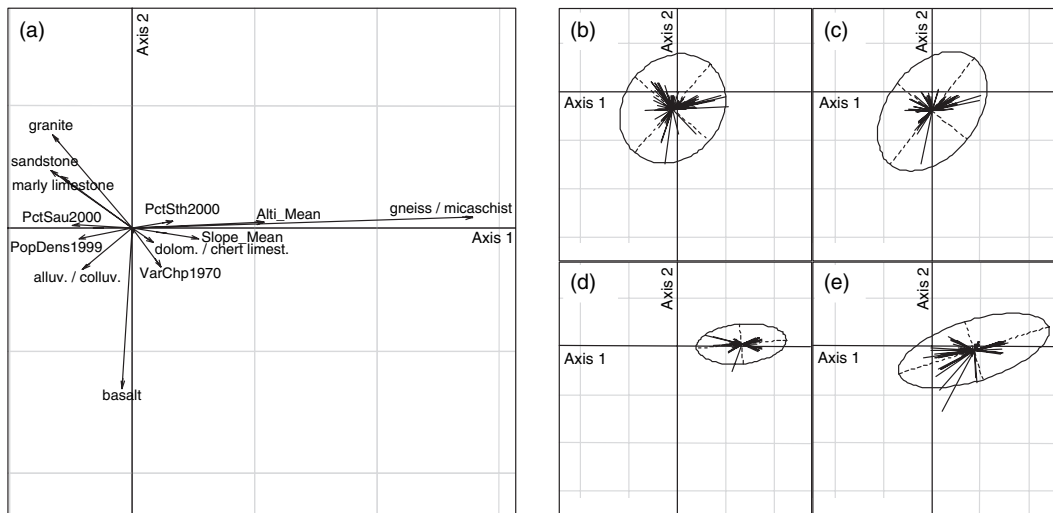 (a)
Axis 2
granite
sandstone
marly limestone
PctSau2000
PctSth2000
Alti_Mean
gneiss / micaschist
PopDens1999
Slope_Mean
Axis 1
dolom. / chert limest.
alluv. / colluv.
VarChp1970
basalt
(b)
Axis 2
Axis 1
(c)
Axis 2
Axis 1
(d)
Axis 2
Axis 1
(e)
Axis 2
Axis 1